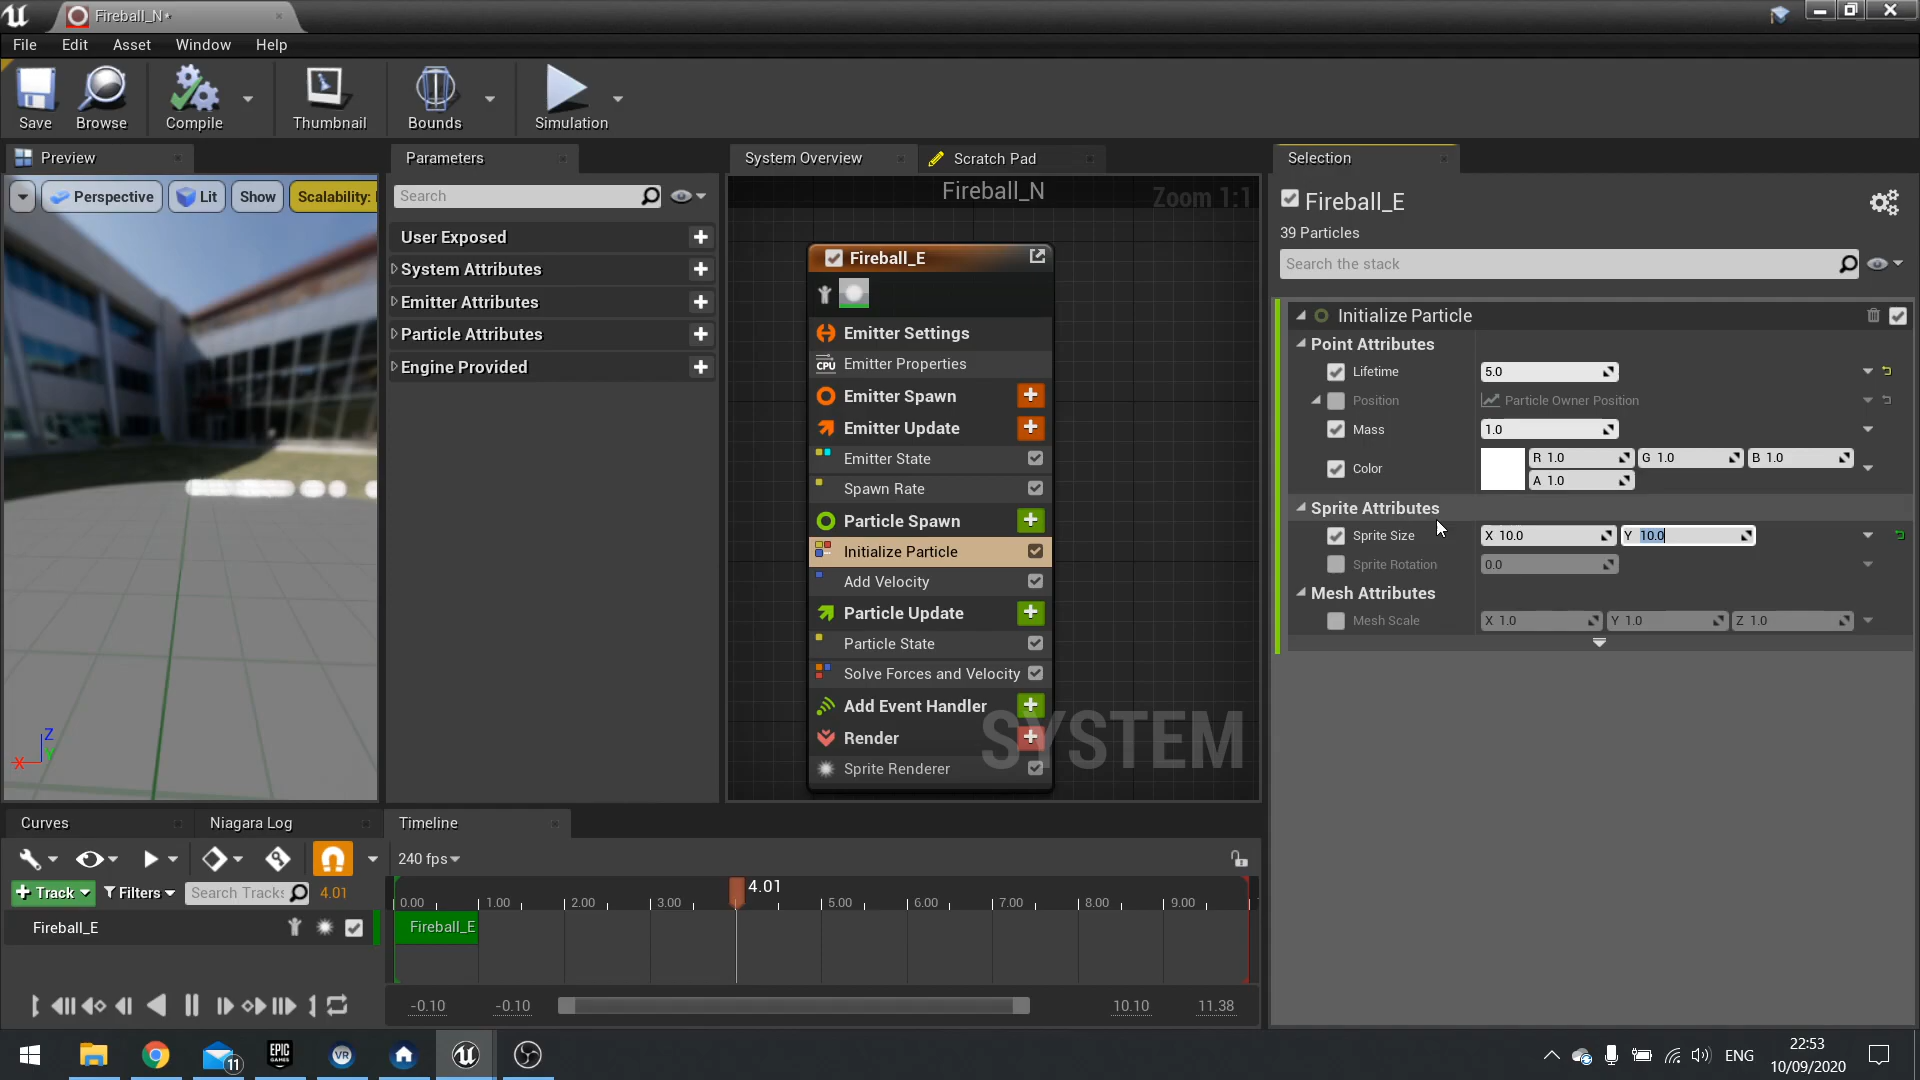 Fireball_N*
File Edit Asset Window Help
Save Browse Compile Thumbnail Bounds Simulation
Preview Parameters System Overview Scratch Pad Selection
Perspective Lit Show Scalability:
Search
User Exposed
System Attributes
Emitter Attributes
Particle Attributes
Engine Provided
X Y Z
Fireball_N
Zoom 1:1
Fireball_E
Emitter Settings
CPU Emitter Properties
Emitter Spawn
Emitter Update
Emitter State
Spawn Rate
Particle Spawn
Initialize Particle
Add Velocity
Particle Update
Particle State
Solve Forces and Velocity
Add Event Handler
Render
Sprite Renderer
SYSTEM
Fireball_E
39 Particles
Search the stack
Initialize Particle
Point Attributes
Lifetime 5.0
Position Particle Owner Position
Mass 1.0
Color R 1.0 G 1.0 B 1.0
A 1.0
Sprite Attributes
Sprite Size X 10.0 Y 10.0
Sprite Rotation 0.0
Mesh Attributes
Mesh Scale X 1.0 Y 1.0 Z 1.0
Curves Niagara Log Timeline
240 fps
Track Filters Search Tracks 4.01
4.01
0.00 1.00 2.00 3.00 5.00 6.00 7.00 8.00 9.00
Fireball_E
Fireball_E
-0.10 -0.10 10.10 11.38
11
EPIC
GAMES
VR
ENG
22:53
10/09/2020